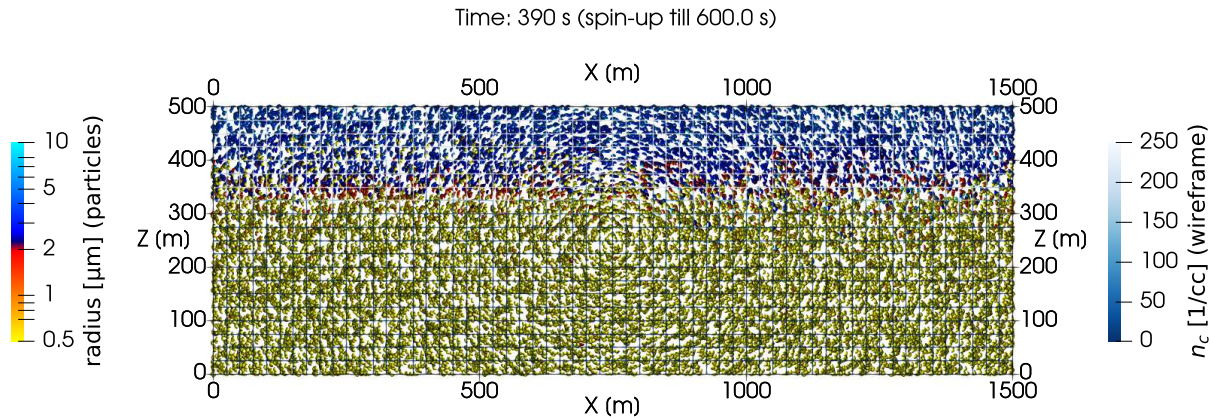 Time: 390 s (spin-up till 600.0 s)
X (m)
0 500 1000 1500
500 500
400 400
300 300
Z (m) Z (m)
200 200
100 100
0 0
0 500 1000 1500
X (m)
10
5
2
1
0.5
radius [μm] (particles)
250
200
150
100
50
0
n_c [1/cc] (wireframe)